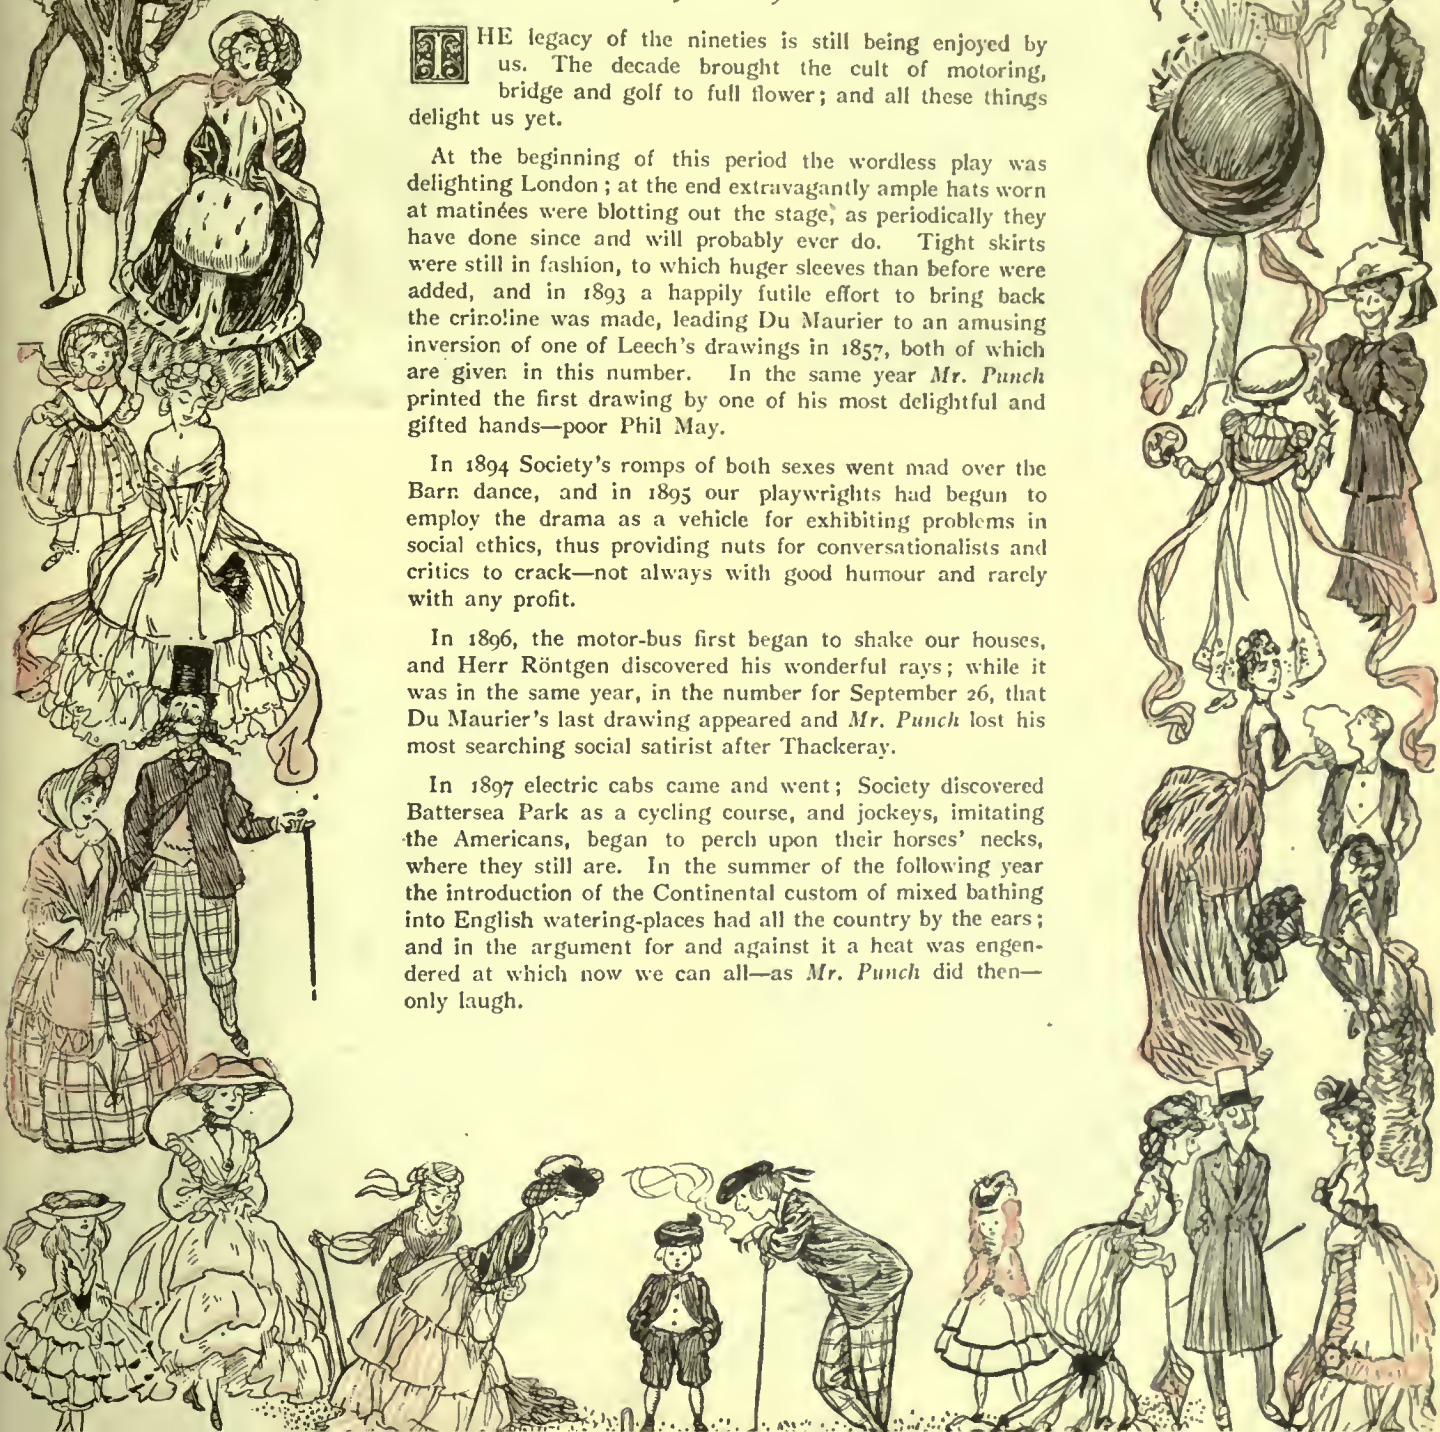 THE legacy of the nineties is still being enjoyed by
us. The decade brought the cult of motoring,
bridge and golf to full flower; and all these things
delight us yet.
At the beginning of this period the wordless play was
delighting London; at the end extravagantly ample hats worn
at matinées were blotting out the stage, as periodically they
have done since and will probably ever do. Tight skirts
were still in fashion, to which huger sleeves than before were
added, and in 1893 a happily futile effort to bring back
the crinoline was made, leading Du Maurier to an amusing
inversion of one of Leech's drawings in 1857, both of which
are given in this number. In the same year Mr. Punch
printed the first drawing by one of his most delightful and
gifted hands—poor Phil May.
In 1894 Society's romps of both sexes went mad over the
Barn dance, and in 1895 our playwrights had begun to
employ the drama as a vehicle for exhibiting problems in
social ethics, thus providing nuts for conversationalists and
critics to crack—not always with good humour and rarely
with any profit.
In 1896, the motor-bus first began to shake our houses,
and Herr Röntgen discovered his wonderful rays; while it
was in the same year, in the number for September 26, that
Du Maurier's last drawing appeared and Mr. Punch lost his
most searching social satirist after Thackeray.
In 1897 electric cabs came and went; Society discovered
Battersea Park as a cycling course, and jockeys, imitating
the Americans, began to perch upon their horses' necks,
where they still are. In the summer of the following year
the introduction of the Continental custom of mixed bathing
into English watering-places had all the country by the ears;
and in the argument for and against it a heat was engen-
dered at which now we can all—as Mr. Punch did then—
only laugh.